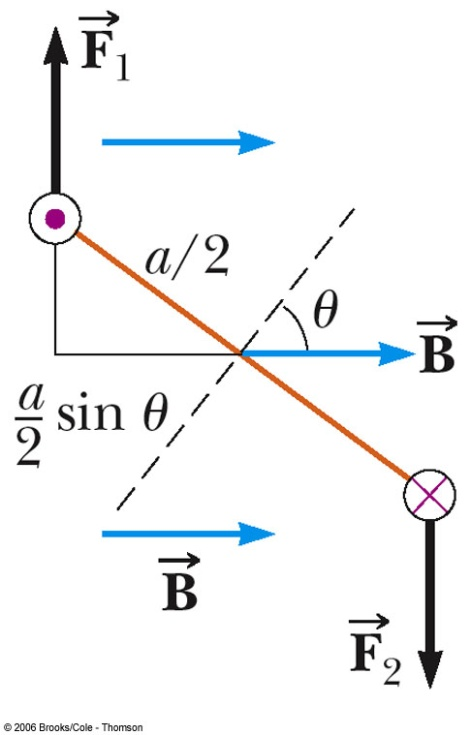 F₁
a/2
θ
B
a/2 sin θ
B
F₂
© 2006 Brooks/Cole - Thomson